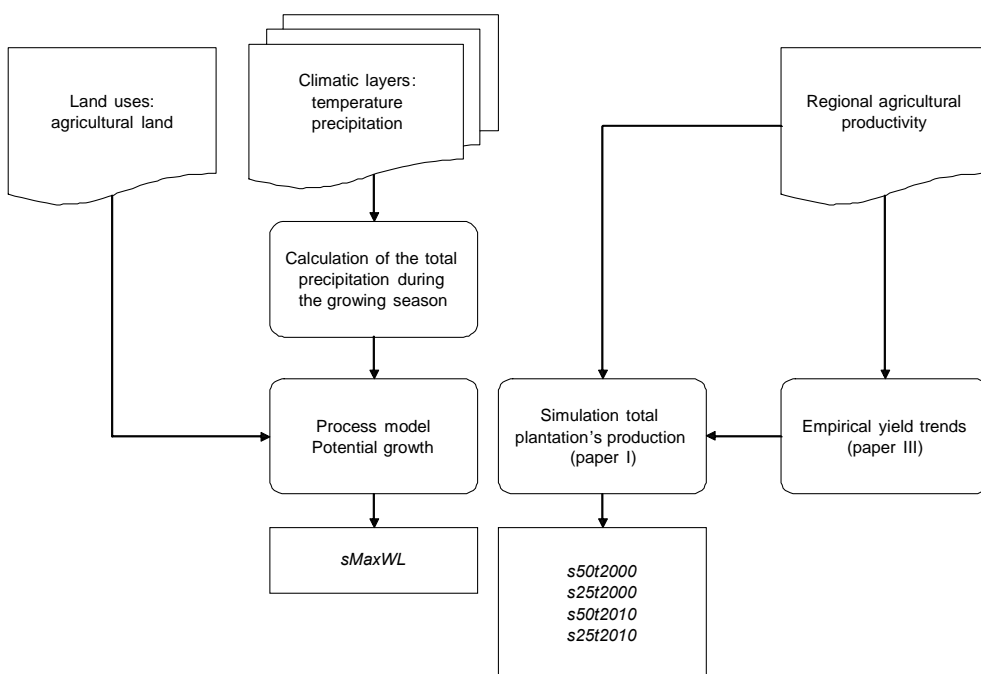 Land uses:
agricultural land
Climatic layers:
temperature
precipitation
Regional agricultural
productivity
Calculation of the total
precipitation during
the growing season
Process model
Potential growth
Simulation total
plantation's production
(paper I)
Empirical yield trends
(paper III)
sMaxWL
s50t2000
s25t2000
s50t2010
s25t2010